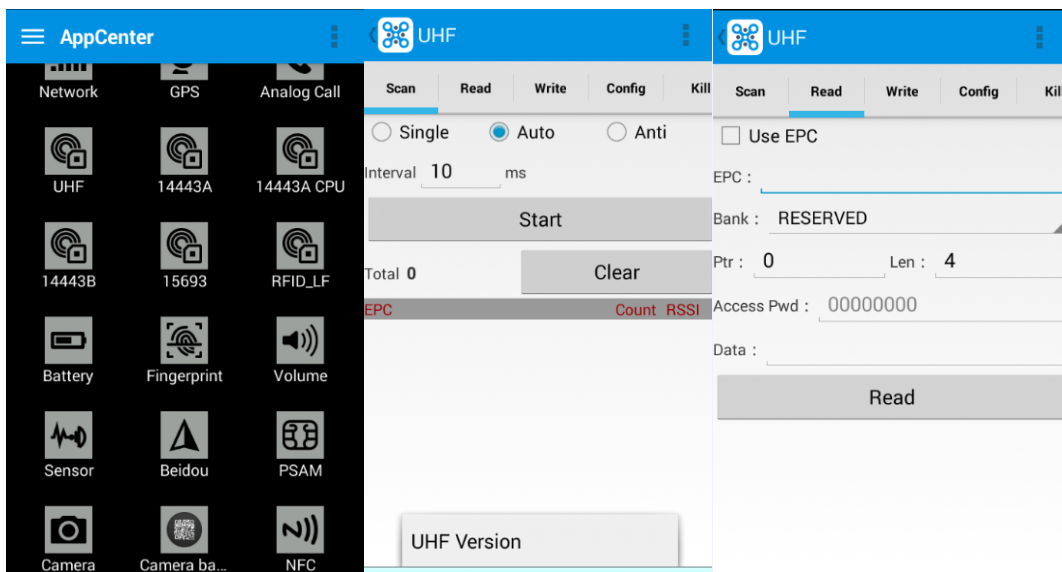 AppCenter
Network GPS Analog Call
UHF 14443A 14443A CPU
14443B 15693 RFID_LF
Battery Fingerprint Volume
Sensor Beidou PSAM
Camera Camera ba... NFC
UHF
Scan Read Write Config Kill
Single Auto Anti
Interval 10 ms
Start
Total 0 Clear
EPC Count RSSI
UHF Version
UHF
Scan Read Write Config Kil
Use EPC
EPC :
Bank : RESERVED
Ptr : 0 Len : 4
Access Pwd : 00000000
Data :
Read